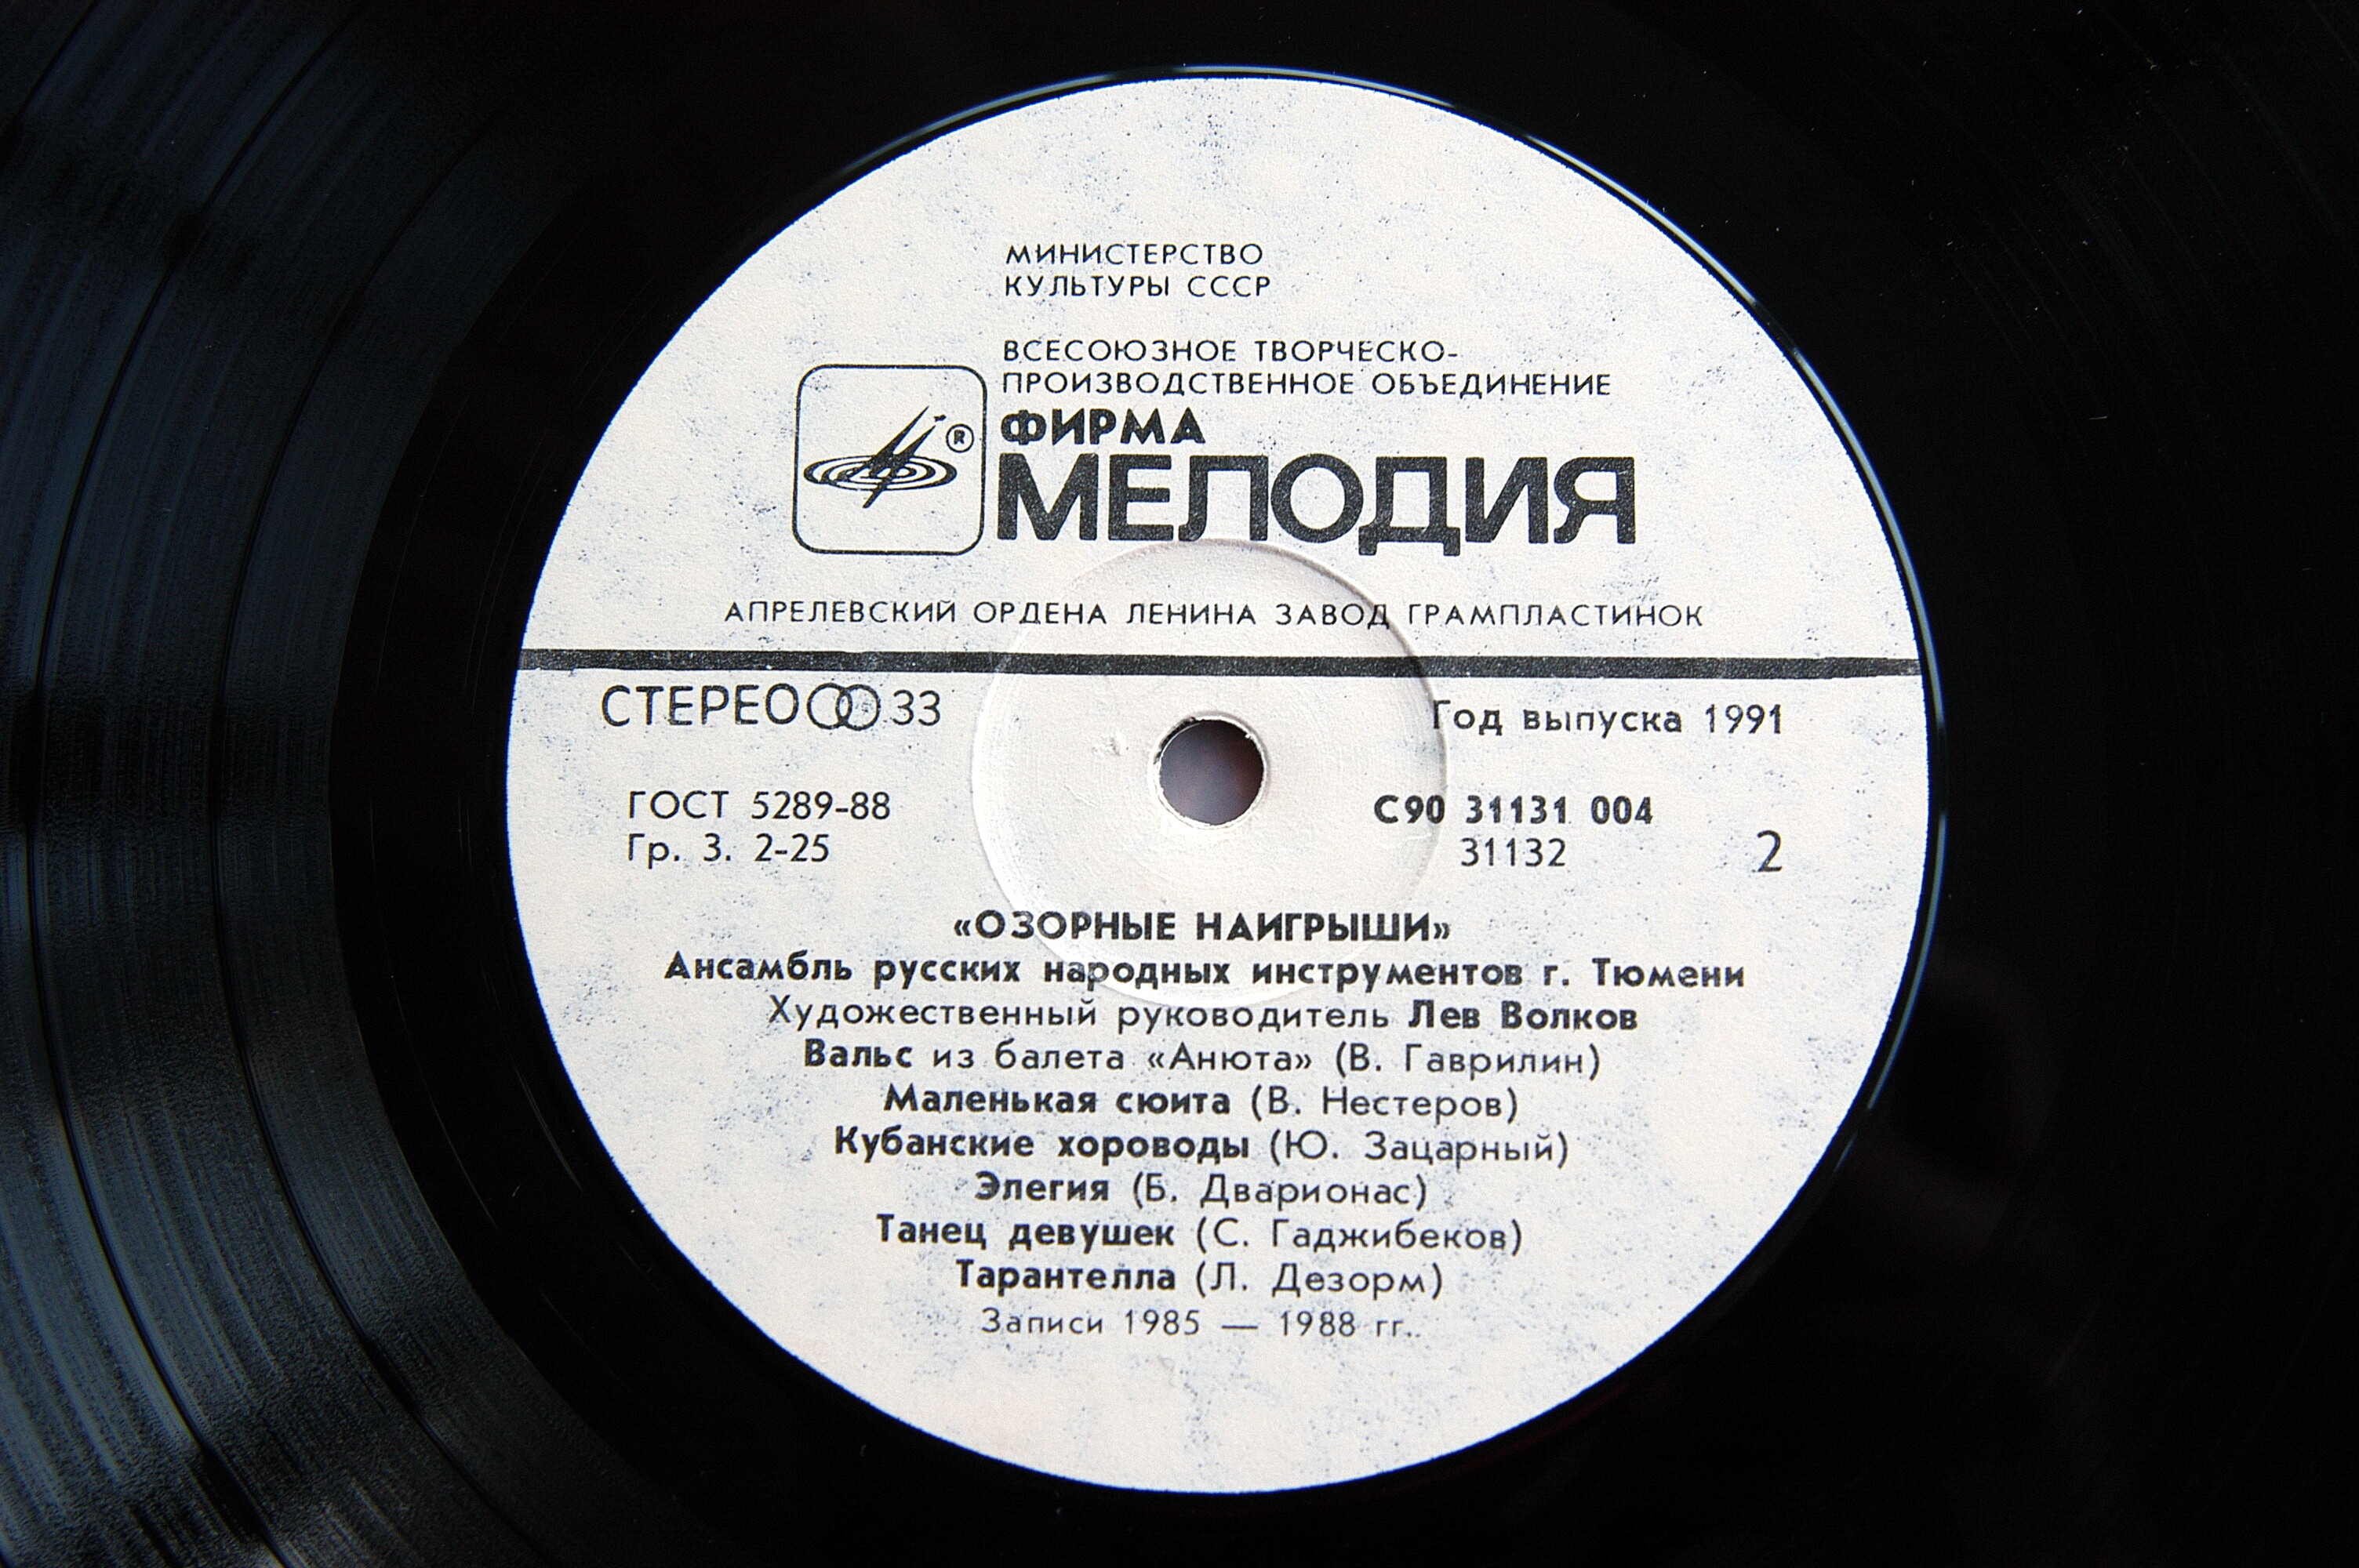 МИНИСТЕРСТВО
КУЛЬТУРЫ СССР
ВСЕСОЮЗНОЕ ТВОРЧЕСКО-
ПРОИЗВОДСТВЕННОЕ ОБЪЕДИНЕНИЕ
ФИРМА
®
МЕЛОДИЯ
АПРЕЛЕВСКИЙ ОРДЕНА ЛЕНИНА ЗАВОД ГРАМПЛАСТИНОК
СТЕРЕО 33
Год выпуска 1991
ГОСТ 5289-88
Гр. 3. 2-25
С90 31131 004
31132
2
«ОЗОРНЫЕ НАИГРЫШИ»
Ансамбль русских народных инструментов г. Тюмени
Художественный руководитель Лев Волков
Вальс из балета «Анюта» (В. Гаврилин)
Маленькая сюита (В. Нестеров)
Кубанские хороводы (Ю. Зацарный)
Элегия (Б. Дварионас)
Танец девушек (С. Гаджибеков)
Тарантелла (Л. Дезорм)
Записи 1985 — 1988 гг..